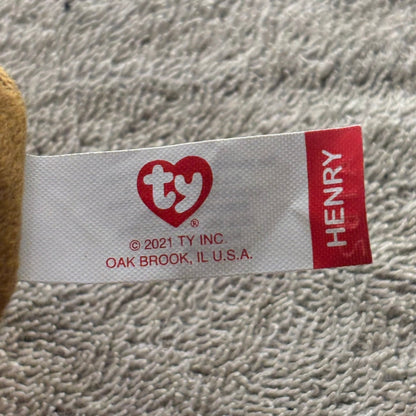 ty®
© 2021 TY INC.
OAK BROOK, IL U.S.A.
HENRY